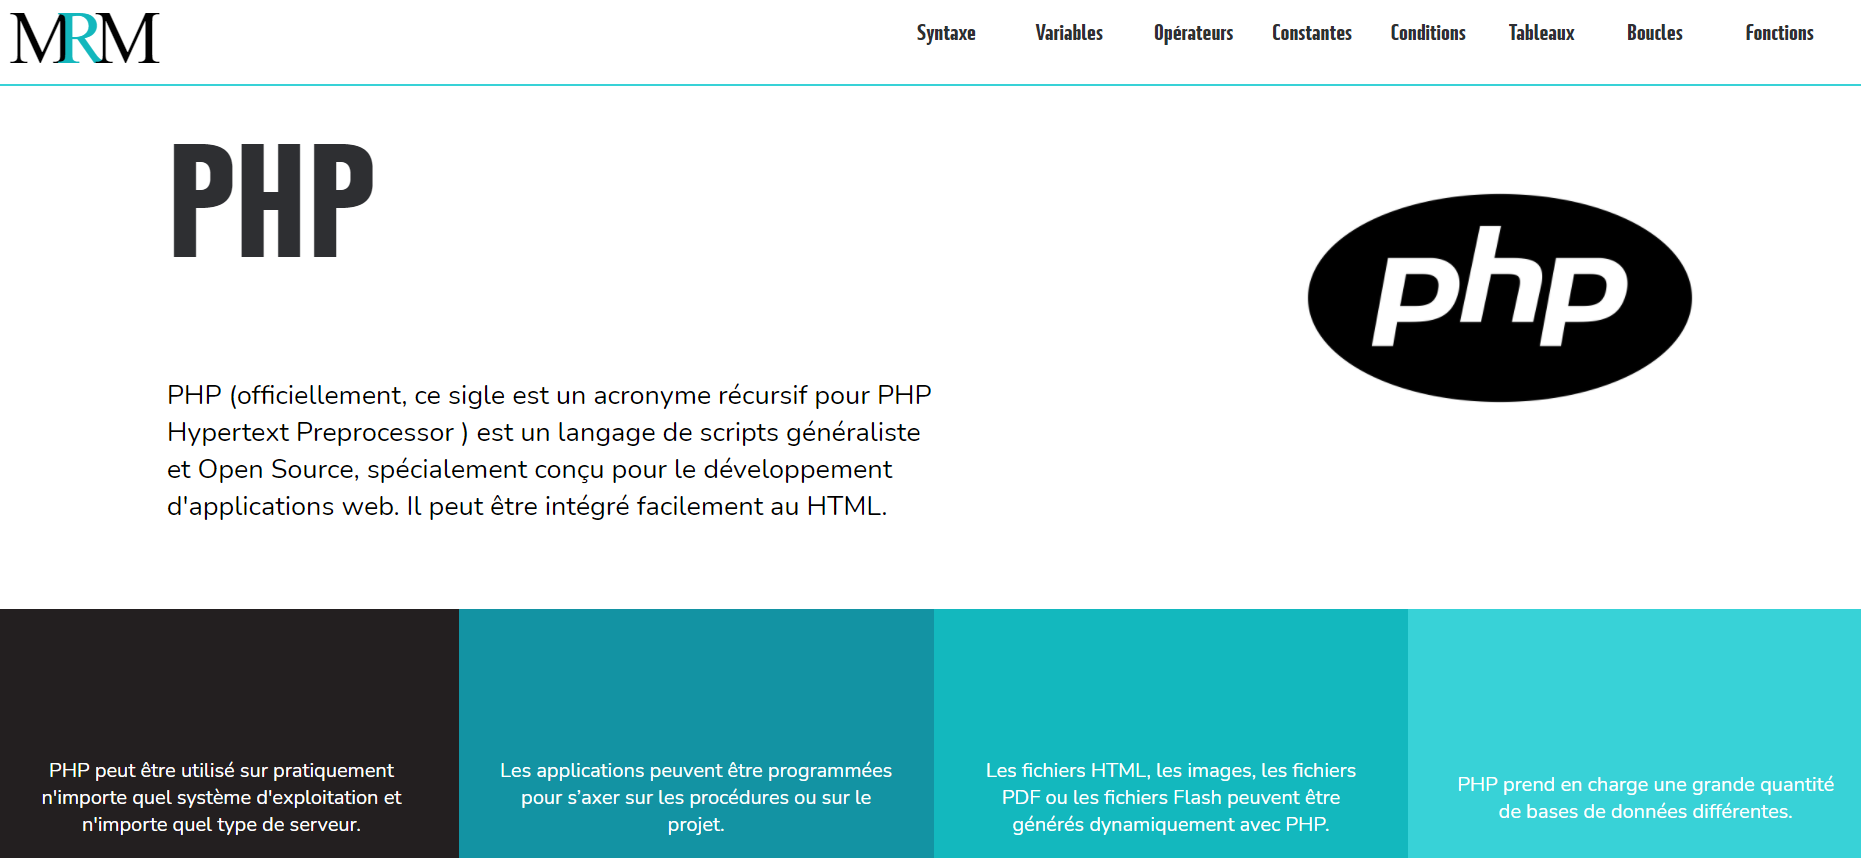 MRM
Syntaxe Variables Opérateurs Constantes Conditions Tableaux Boucles Fonctions
PHP
php
PHP (officiellement, ce sigle est un acronyme récursif pour PHP
Hypertext Preprocessor ) est un langage de scripts généraliste
et Open Source, spécialement conçu pour le développement
d'applications web. Il peut être intégré facilement au HTML.
PHP peut être utilisé sur pratiquement
n'importe quel système d'exploitation et
n'importe quel type de serveur.
Les applications peuvent être programmées
pour s’axer sur les procédures ou sur le
projet.
Les fichiers HTML, les images, les fichiers
PDF ou les fichiers Flash peuvent être
générés dynamiquement avec PHP.
PHP prend en charge une grande quantité
de bases de données différentes.